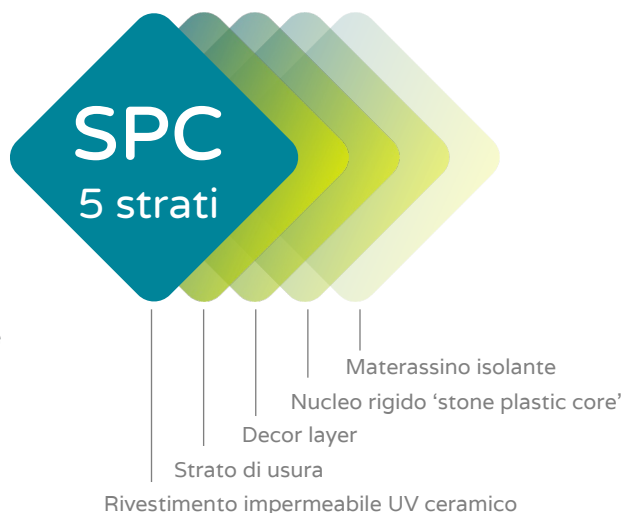 SPC
5 strati
Materassino isolante
Nucleo rigido ‘stone plastic core’
Decor layer
Strato di usura
Rivestimento impermeabile UV ceramico